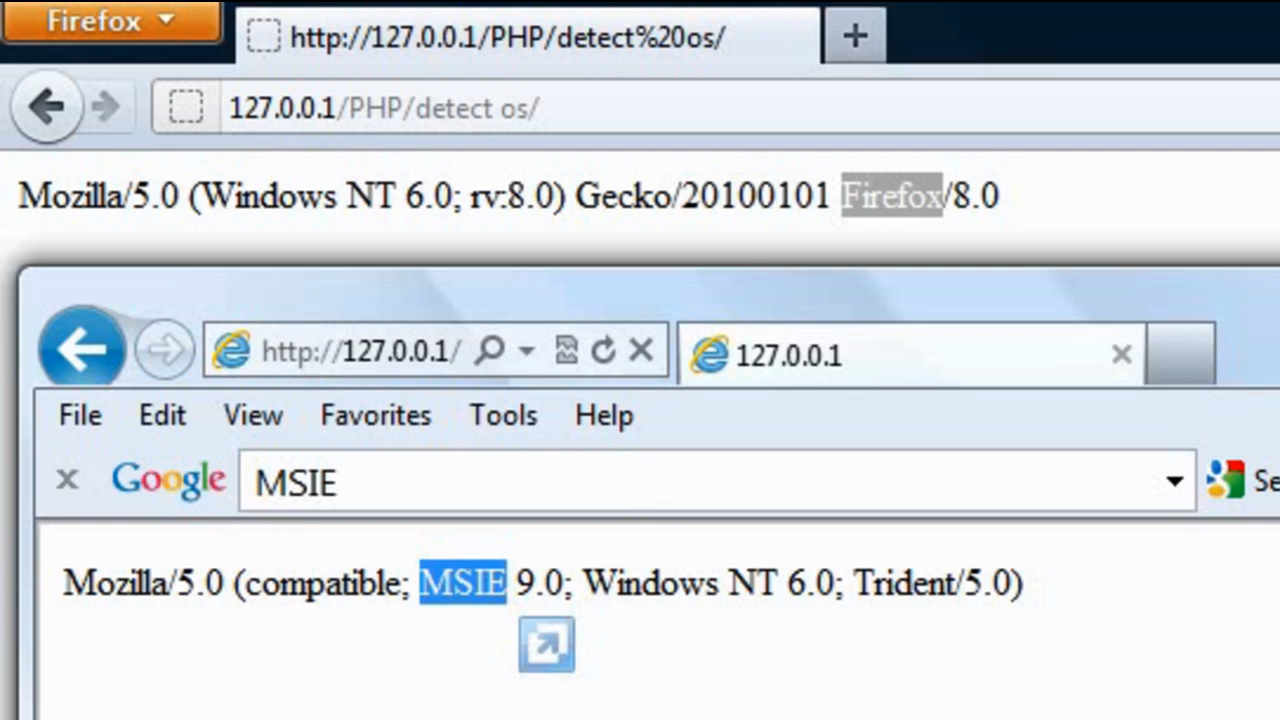 Firefox
http://127.0.0.1/PHP/detect%20os/
127.0.0.1/PHP/detect os/
Mozilla/5.0 (Windows NT 6.0; rv:8.0) Gecko/20100101 Firefox/8.0
http://127.0.0.1/
127.0.0.1
File Edit View Favorites Tools Help
Google MSIE Se
Mozilla/5.0 (compatible; MSIE 9.0; Windows NT 6.0; Trident/5.0)